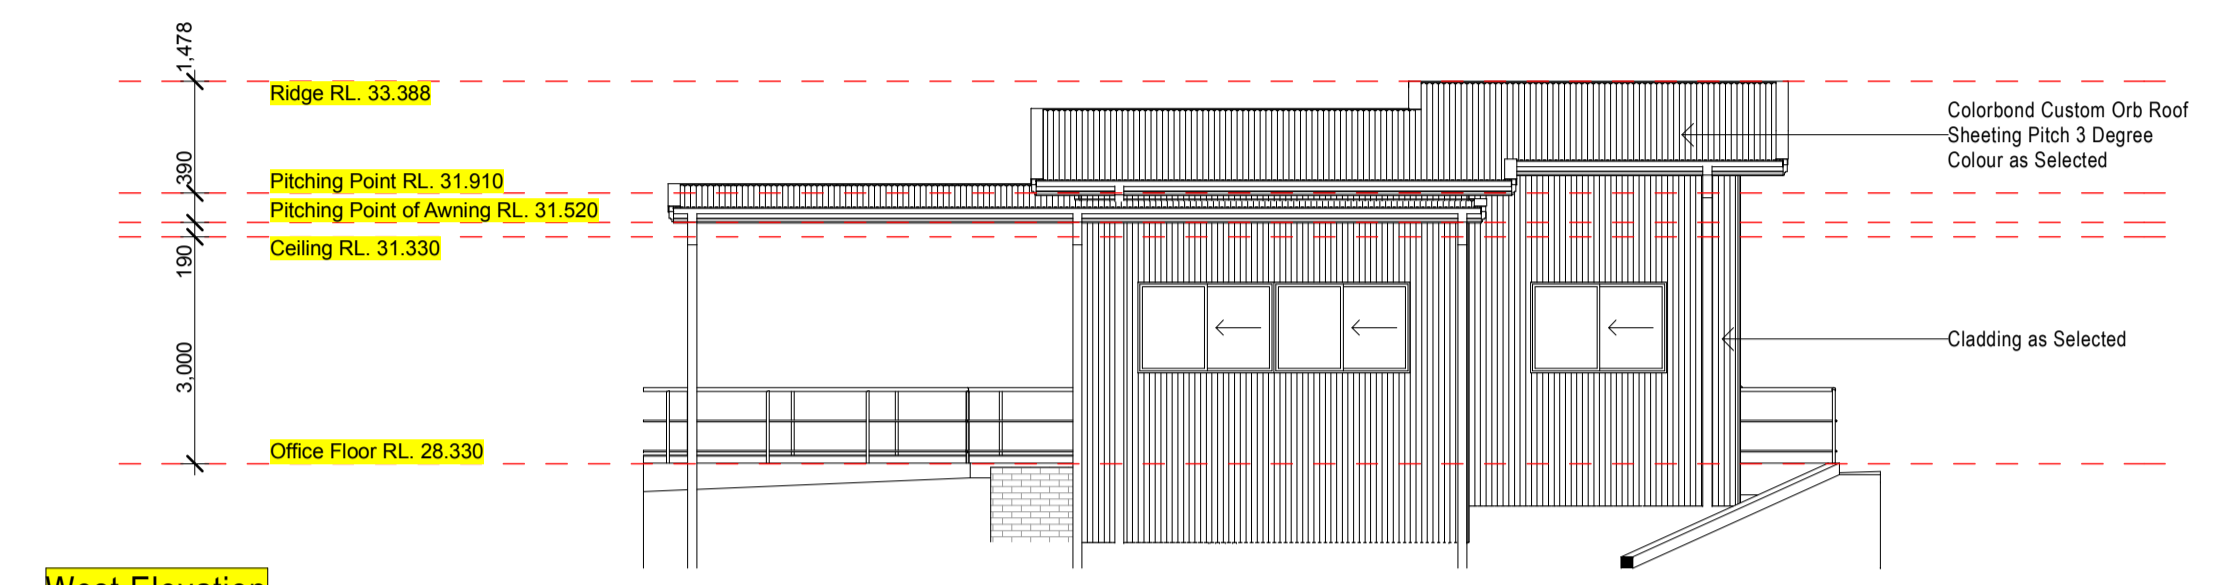 1,478
Ridge RL. 33.388
Colorbond Custom Orb Roof
Sheeting Pitch 3 Degree
Colour as Selected
390
Pitching Point RL. 31.910
Pitching Point of Awning RL. 31.520
190
Ceiling RL. 31.330
3,000
Cladding as Selected
Office Floor RL. 28.330
West Elevation